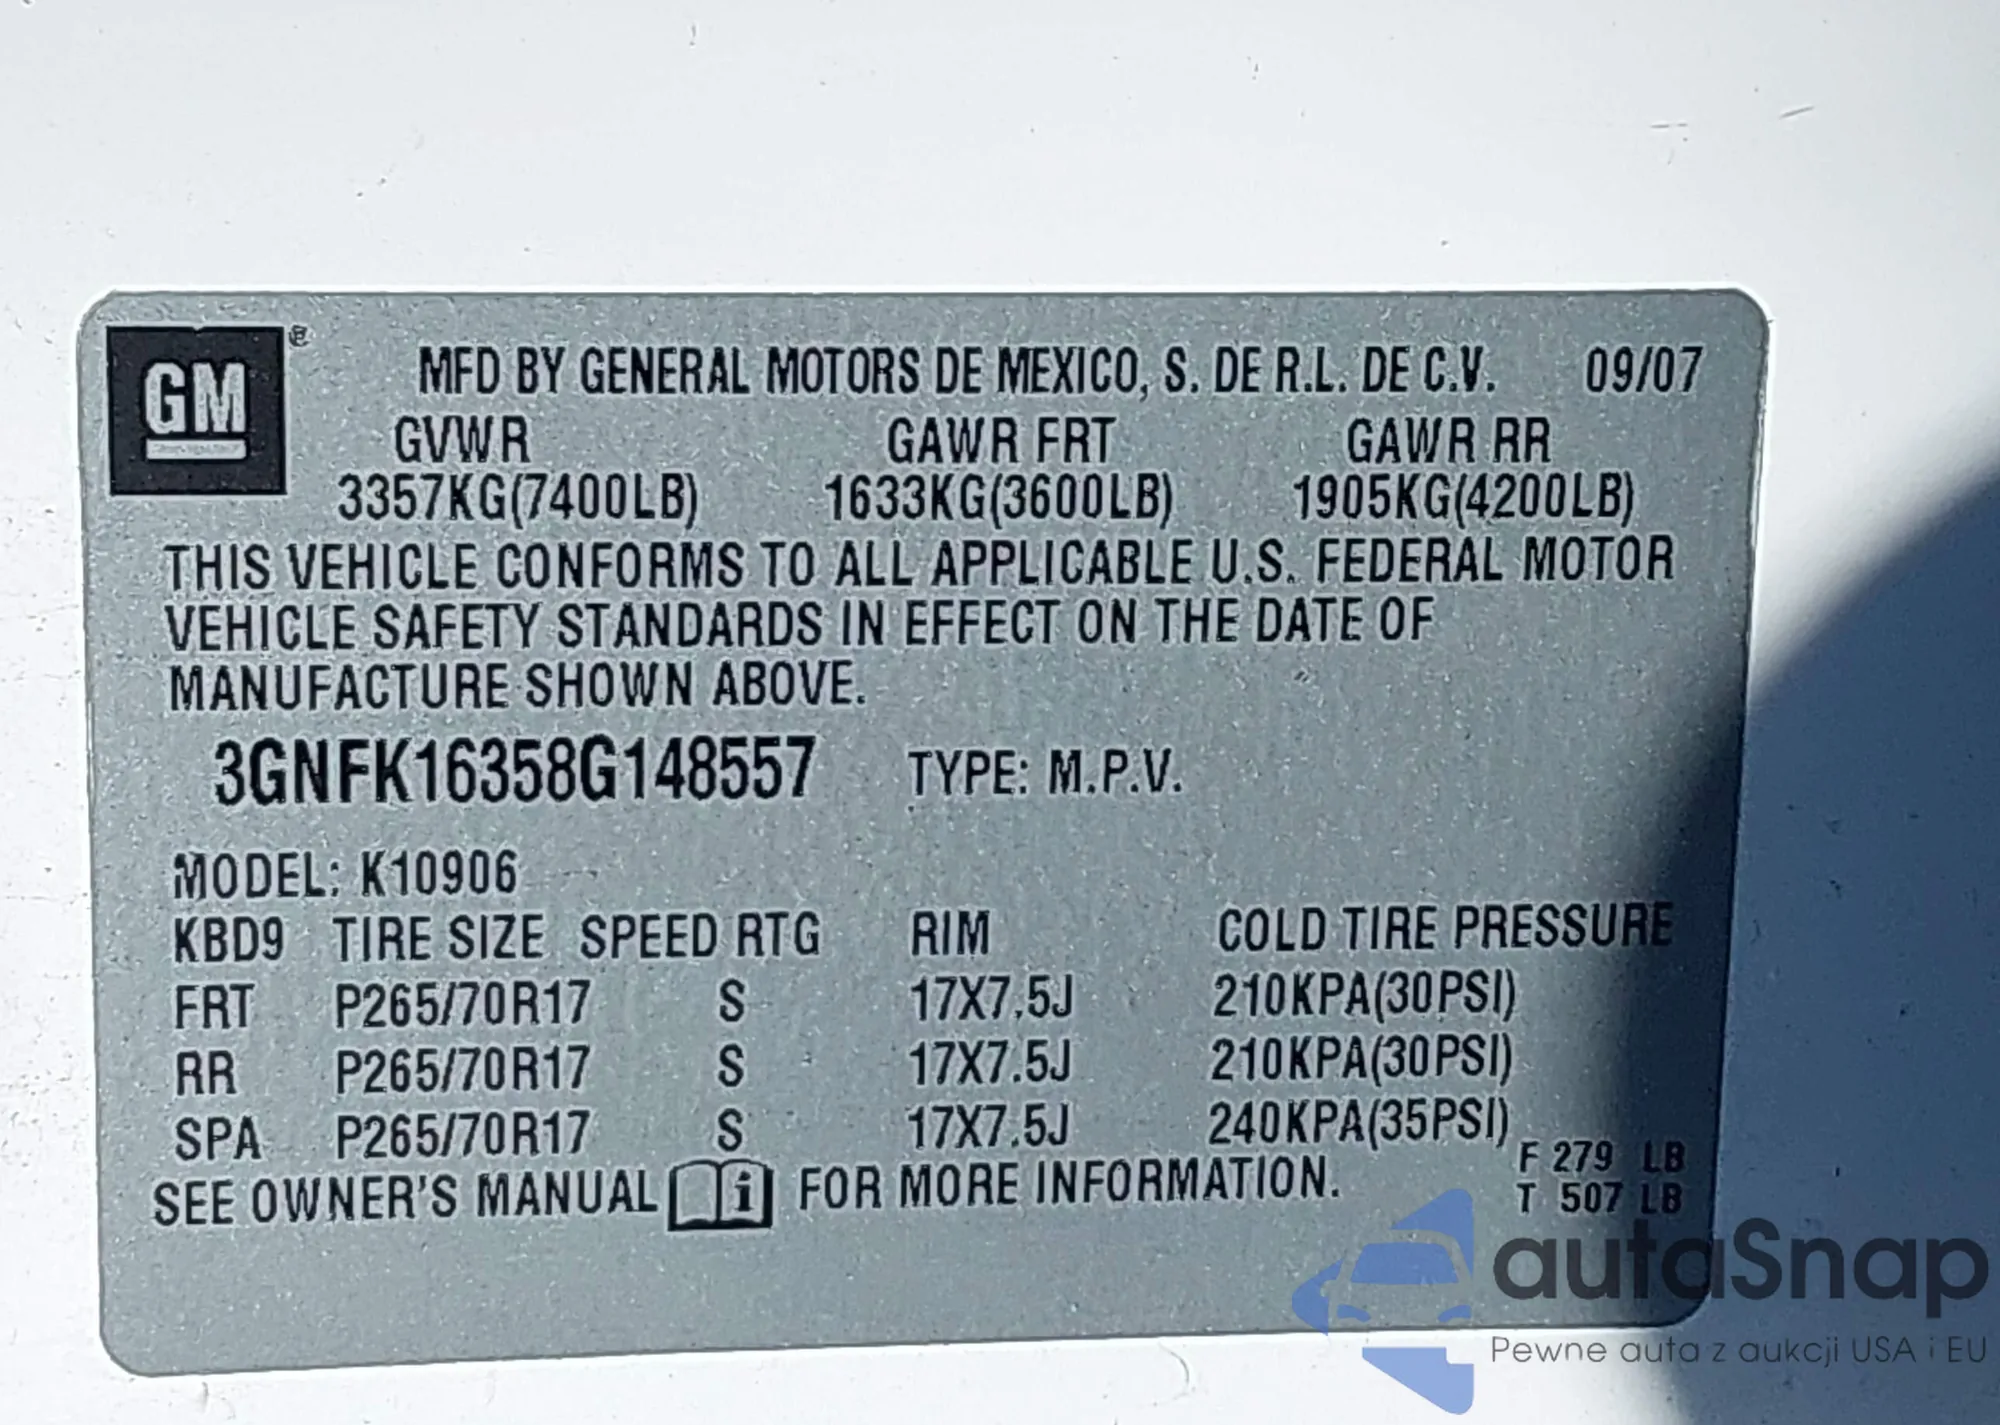 GM ®
MFD BY GENERAL MOTORS DE MEXICO, S. DE R.L. DE C.V. 09/07
GVWR GAWR FRT GAWR RR
3357KG(7400LB) 1633KG(3600LB) 1905KG(4200LB)
THIS VEHICLE CONFORMS TO ALL APPLICABLE U.S. FEDERAL MOTOR
VEHICLE SAFETY STANDARDS IN EFFECT ON THE DATE OF
MANUFACTURE SHOWN ABOVE.
3GNFK16358G148557 TYPE: M.P.V.
MODEL: K10906
KBD9 TIRE SIZE SPEED RTG RIM COLD TIRE PRESSURE
FRT P265/70R17 S 17X7.5J 210KPA(30PSI)
RR P265/70R17 S 17X7.5J 210KPA(30PSI)
SPA P265/70R17 S 17X7.5J 240KPA(35PSI)
F 279 LB
SEE OWNER'S MANUAL i FOR MORE INFORMATION.
T 507 LB
autaSnap
Pewne auta z aukcji USA i EU